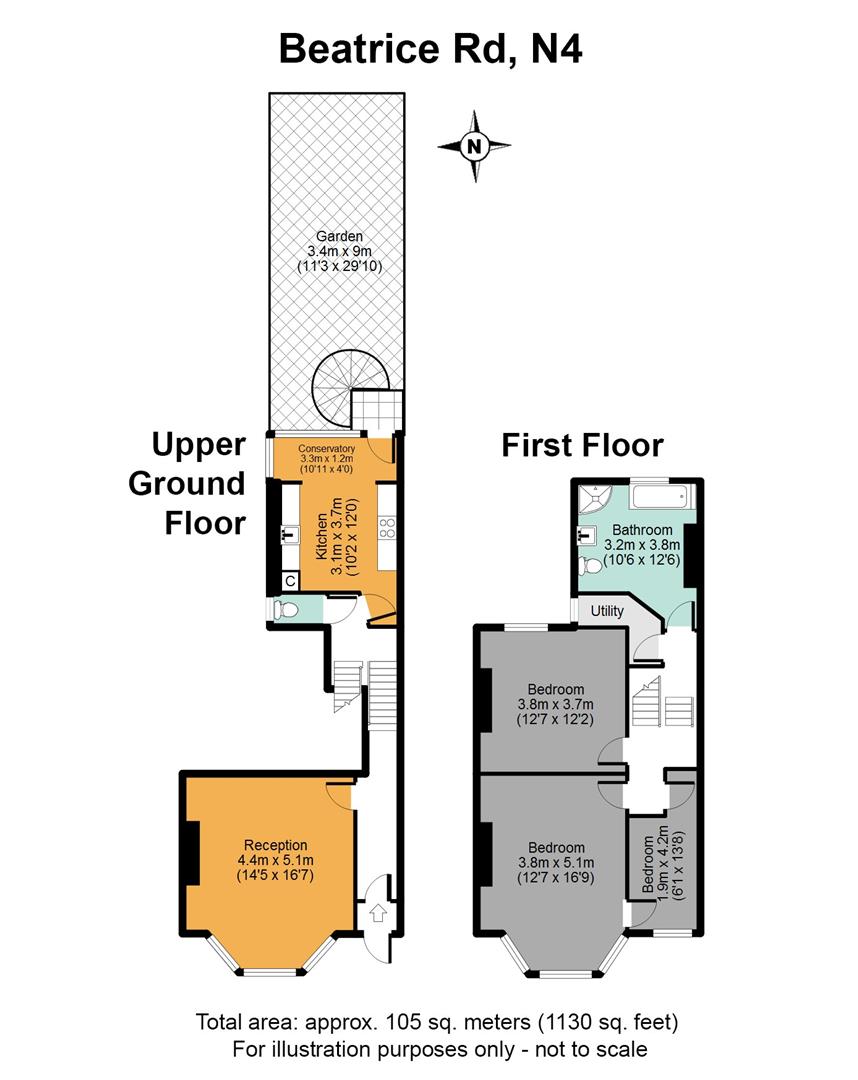 Beatrice Rd, N4
N
Garden
3.4m x 9m
(11'3 x 29'10)
Upper
Ground
Floor
Conservatory
3.3m x 1.2m
(10'11 x 4'0)
Kitchen
3.1m x 3.7m
(10'2 x 12'0)
C
Reception
4.4m x 5.1m
(14'5 x 16'7)
First Floor
Bathroom
3.2m x 3.8m
(10'6 x 12'6)
Utility
Bedroom
3.8m x 3.7m
(12'7 x 12'2)
Bedroom
3.8m x 5.1m
(12'7 x 16'9)
Bedroom
1.9m x 4.2m
(6'1 x 13'8)
Total area: approx. 105 sq. meters (1130 sq. feet)
For illustration purposes only - not to scale